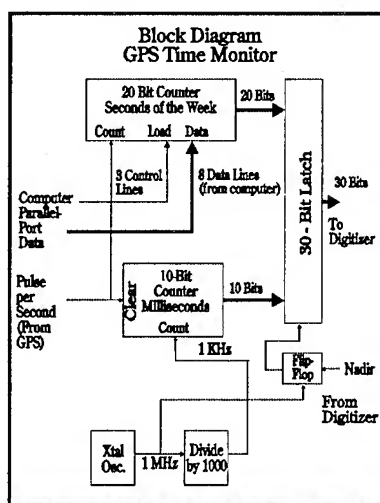 Block Diagram
GPS Time Monitor
20 Bit Counter
Seconds of the Week
Count Load Data
20 Bits
3 Control
Lines
8 Data Lines
(from computer)
Computer
Parallel-
Port
Data
30 - Bit Latch
30 Bits
To
Digitizer
Pulse
per
Second
(From
GPS)
Clear
10-Bit
Counter
Milliseconds
Count
10 Bits
1 KHz
Flip-
Flop
Nadir
From
Digitizer
Xtal
Osc.
1 MHz
Divide
by 1000